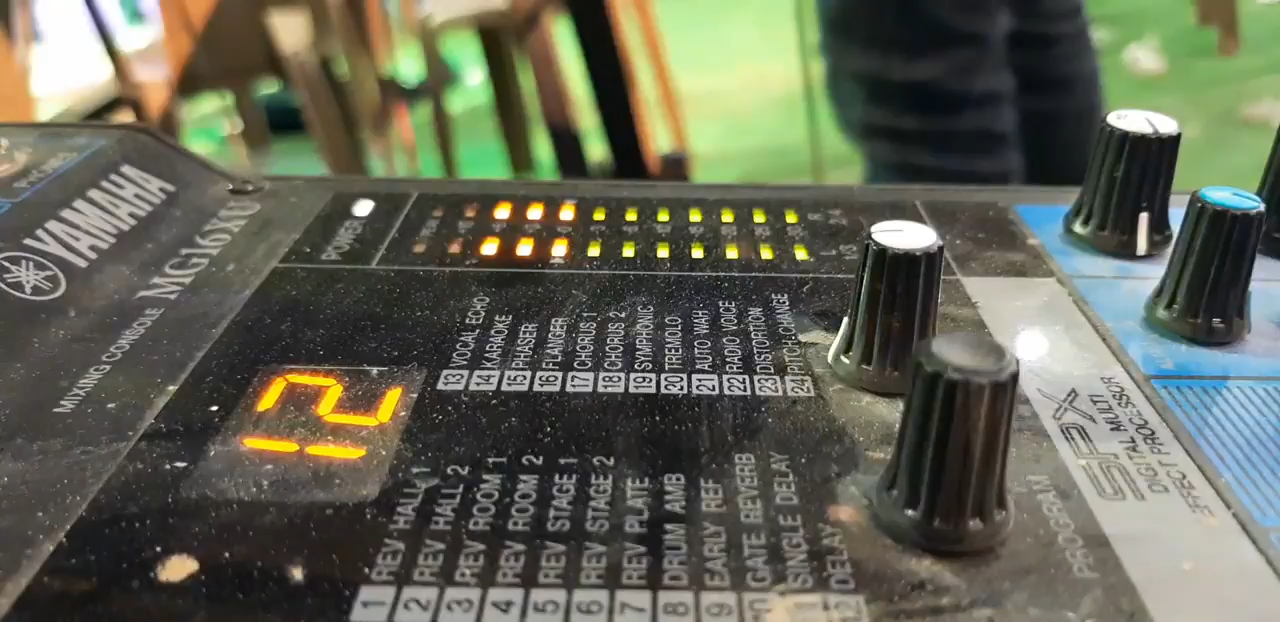 YAMAHA
MIXING CONSOLE MG16XU
POWER
12
13 VOCAL ECHO
14 KARAOKE
15 PHASER
16 FLANGER
17 CHORUS 1
18 CHORUS 2
19 SYMPHONIC
20 TREMOLO
21 AUTO WAH
22 RADIO VOICE
23 DISTORTION
24 PITCH CHANGE
1 REV HALL 1
2 REV HALL 2
3 REV ROOM 1
4 REV ROOM 2
5 REV STAGE 1
6 REV STAGE 2
7 REV PLATE
8 DRUM AMB
9 EARLY REF
10 GATE REVERB
11 SINGLE DELAY
12 DELAY
PROGRAM
SPX
DIGITAL MULTI
EFFECT PROCESSOR